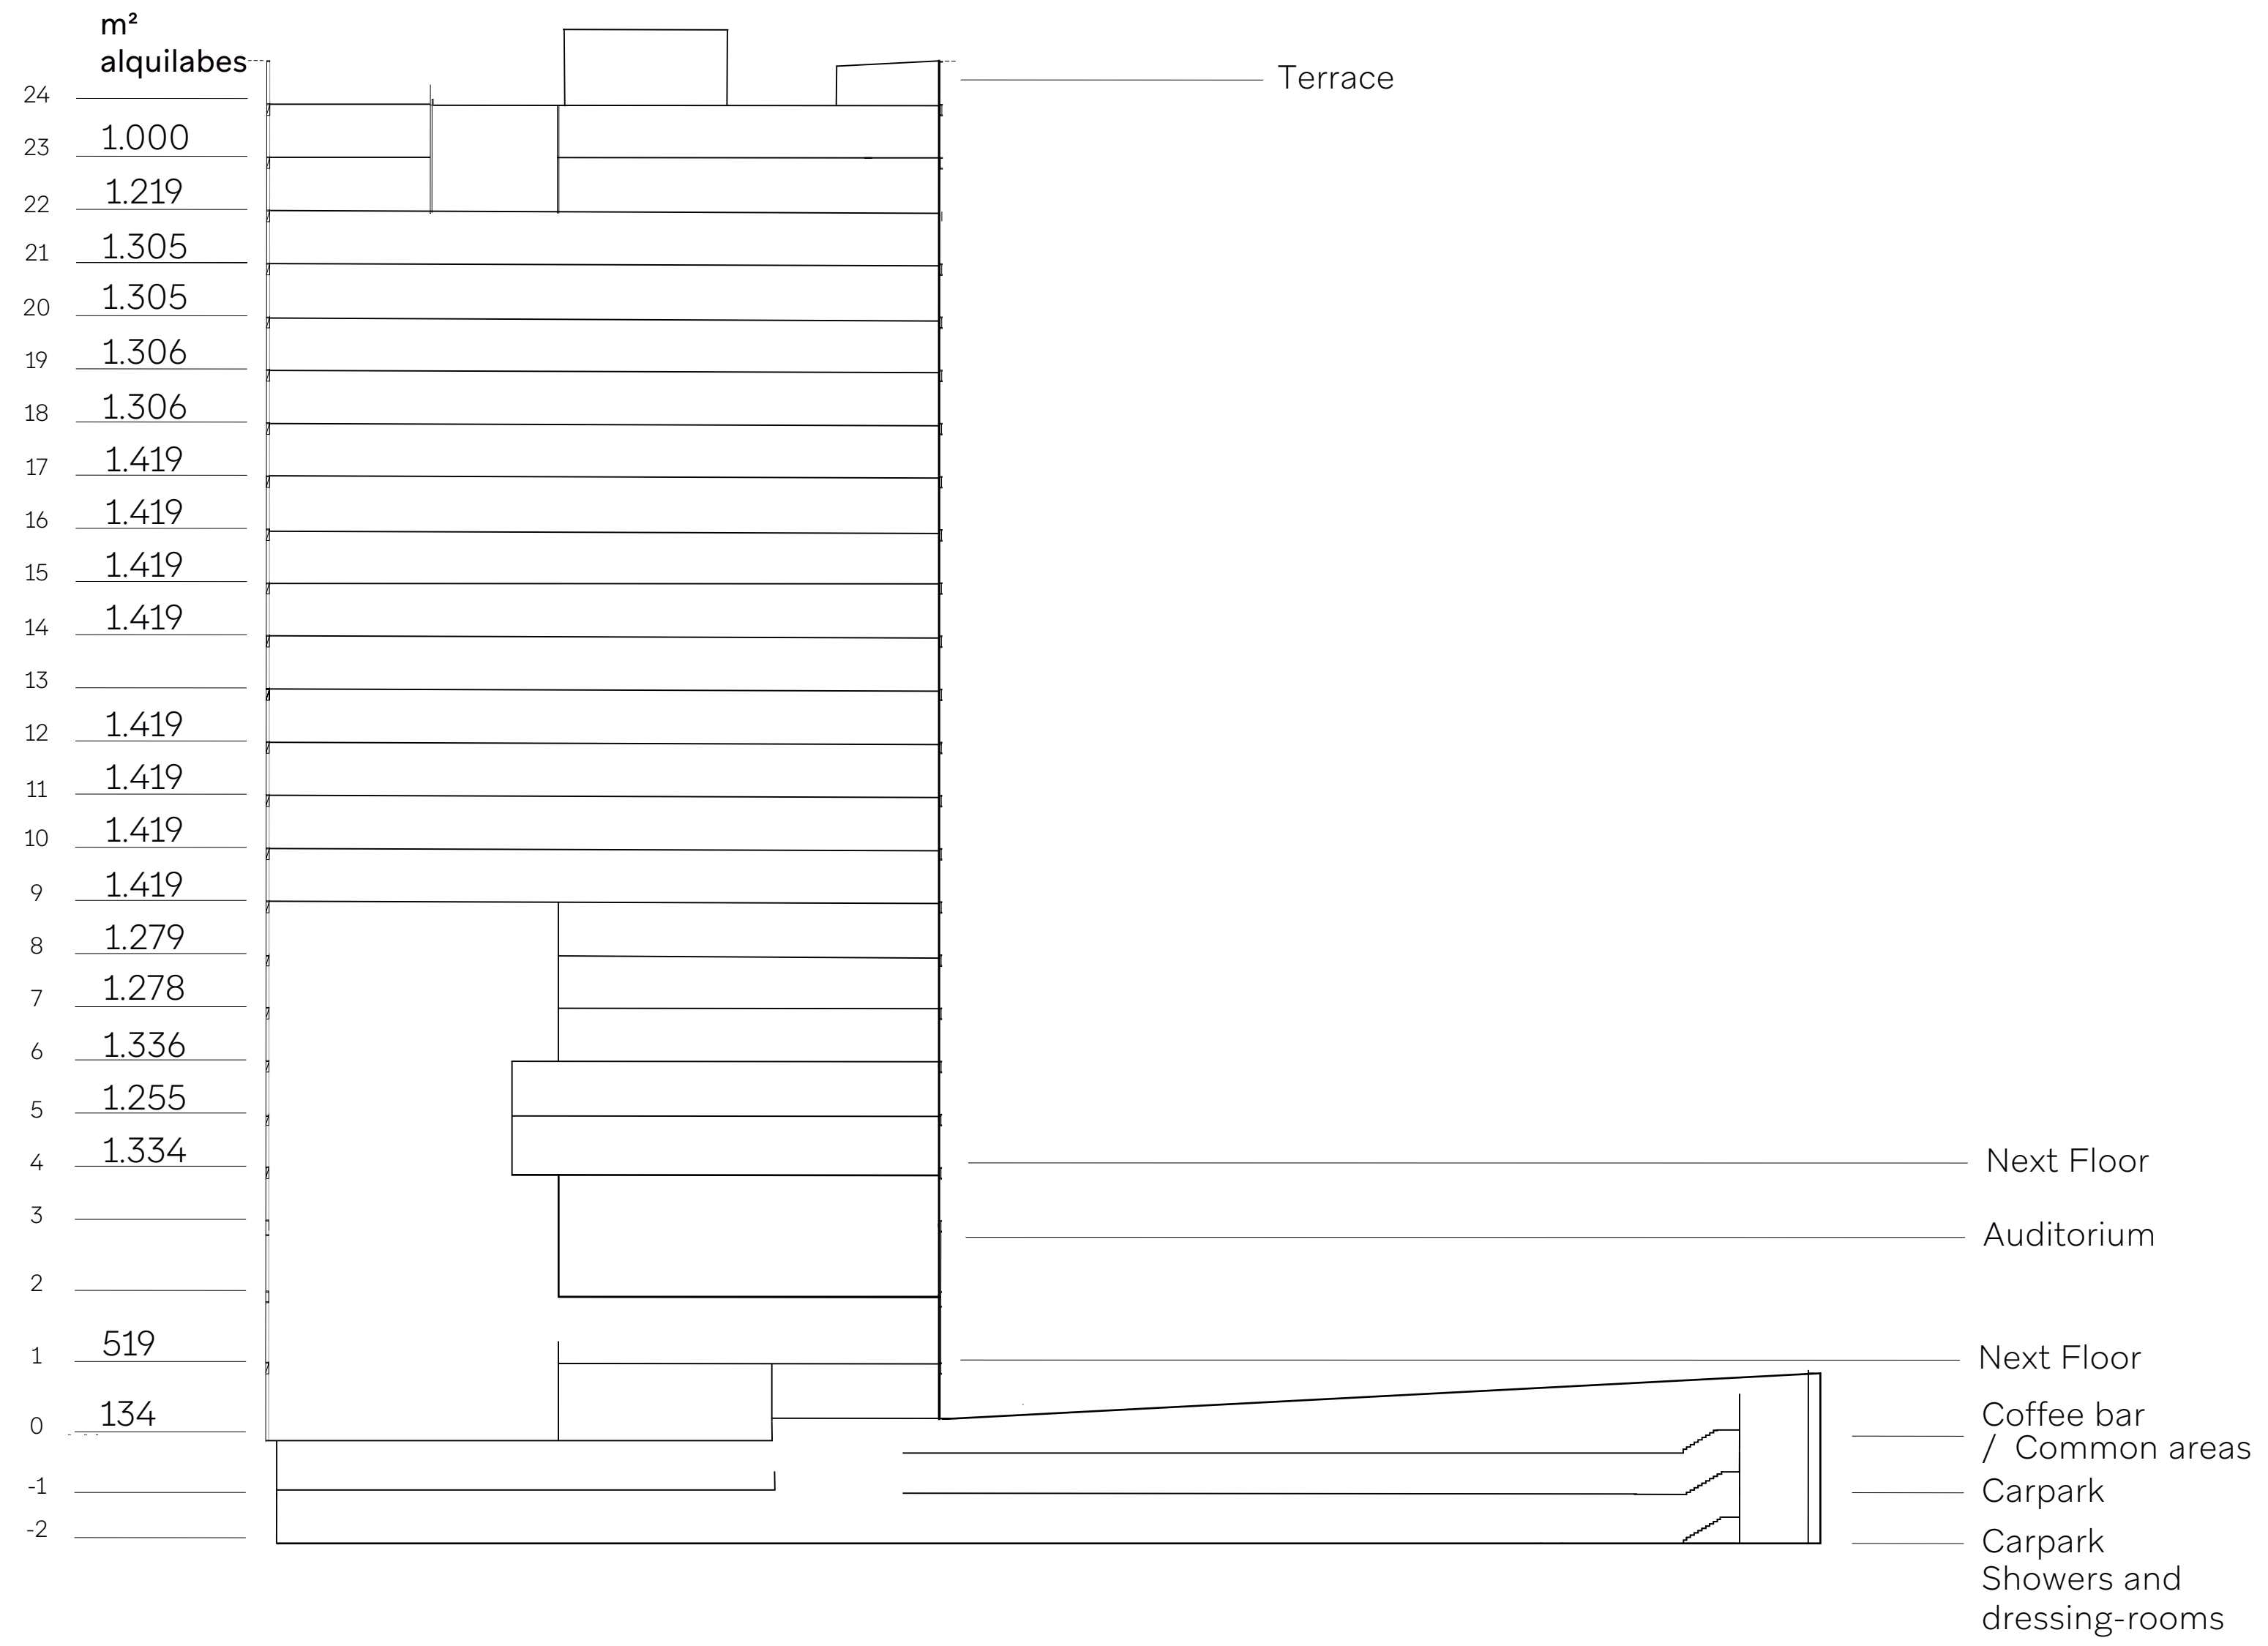 m²
alquilabes
24
Terrace
23 1.000
22 1.219
21 1.305
20 1.305
19 1.306
18 1.306
17 1.419
16 1.419
15 1.419
14 1.419
13
12 1.419
11 1.419
10 1.419
9 1.419
8 1.279
7 1.278
6 1.336
5 1.255
4 1.334
Next Floor
3
Auditorium
2
1 519
Next Floor
0 134
Coffee bar
/ Common areas
-1
Carpark
-2
Carpark
Showers and
dressing-rooms